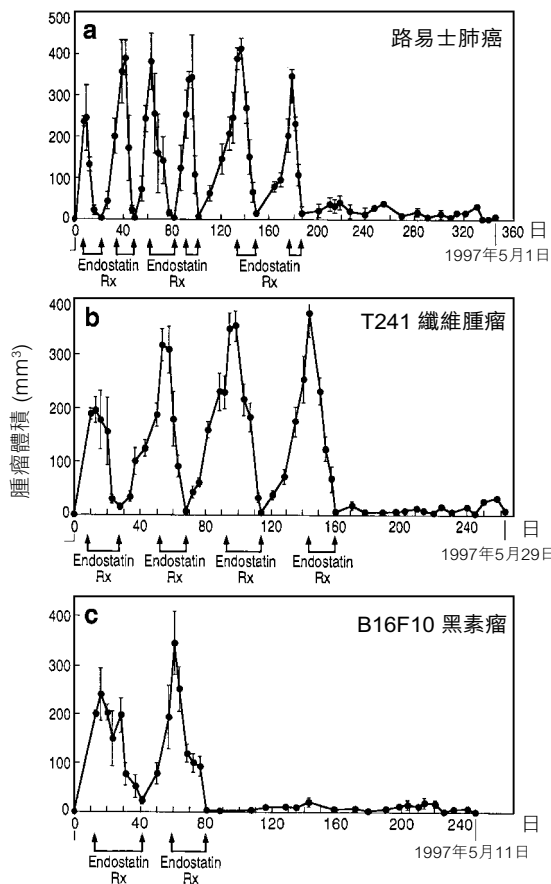 a
路易士肺癌
500
400
300
200
100
0
0 40 80 120 160 200 240 280 320 360 日
1997年5月1日
Endostatin Rx
Endostatin Rx
Endostatin Rx
Endostatin Rx
Endostatin Rx
b
T241 纖維腫瘤
腫瘤體積 (mm³)
400
300
200
100
0
0 40 80 120 160 200 240 日
1997年5月29日
Endostatin Rx
Endostatin Rx
Endostatin Rx
Endostatin Rx
c
B16F10 黑素瘤
400
300
200
100
0
0 40 80 120 160 200 240 日
1997年5月11日
Endostatin Rx
Endostatin Rx